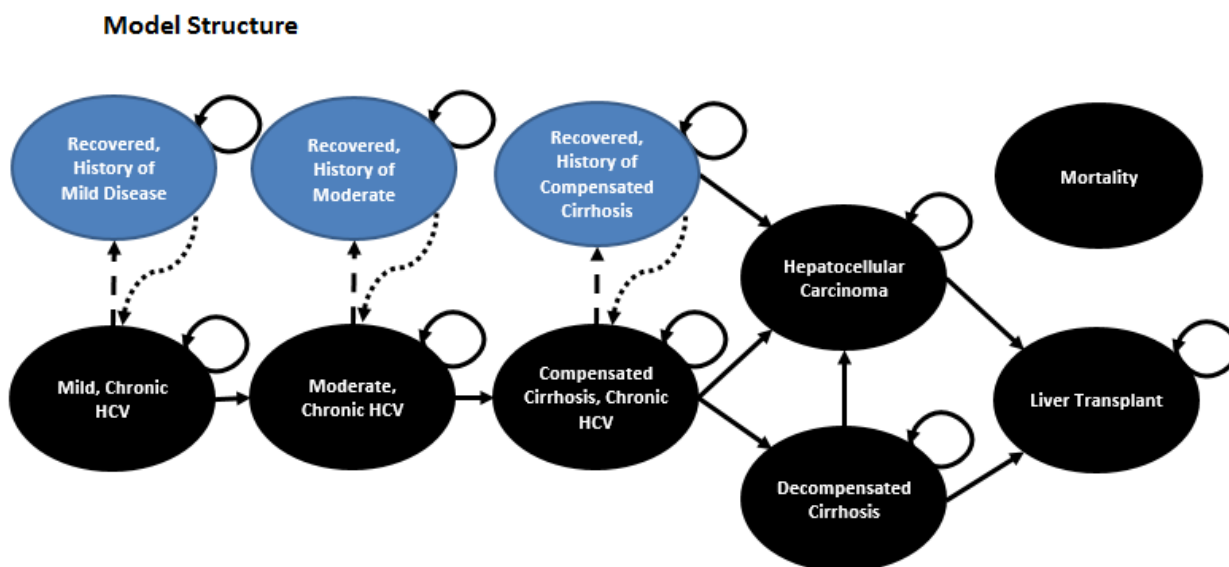 Model Structure
Recovered,
History of
Mild Disease
Recovered,
History of
Moderate
Recovered,
History of
Compensated
Cirrhosis
Mortality
Hepatocellular
Carcinoma
Mild, Chronic
HCV
Moderate,
Chronic HCV
Compensated
Cirrhosis, Chronic
HCV
Liver Transplant
Decompensated
Cirrhosis